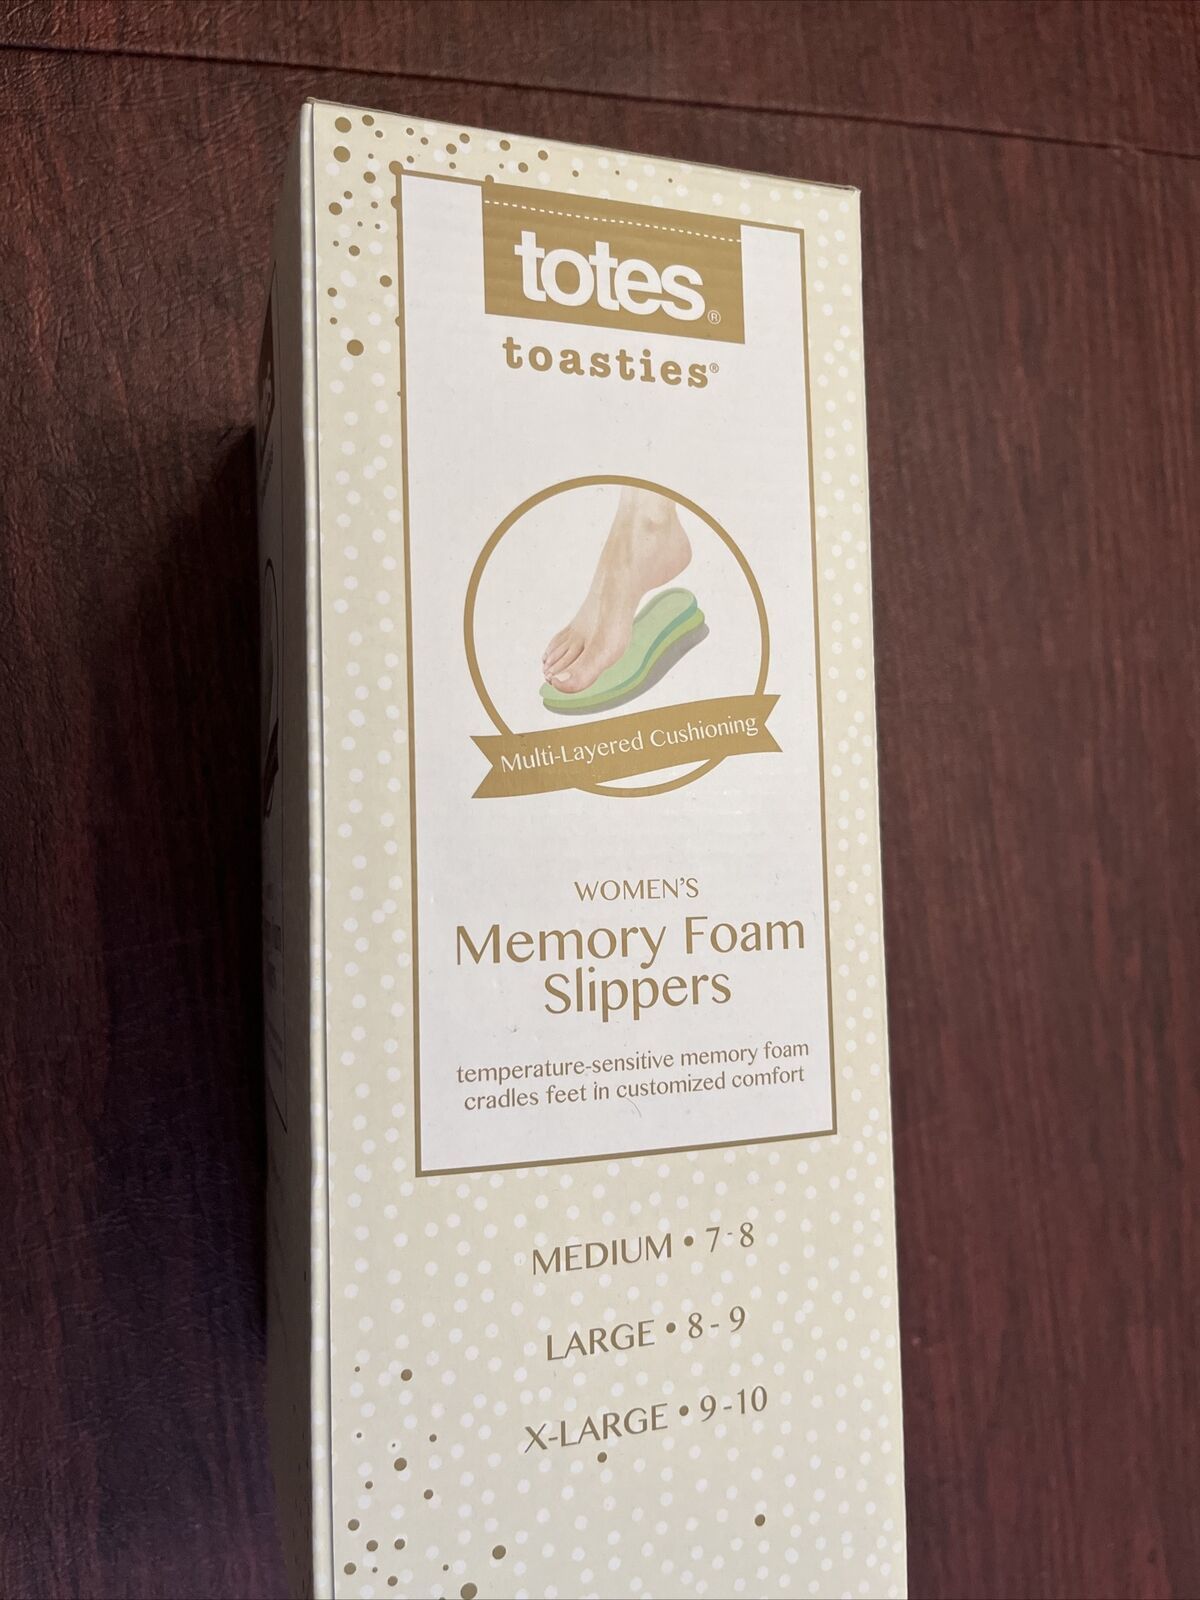 totes®
toasties®
Multi-Layered Cushioning
WOMEN'S
Memory Foam
Slippers
temperature-sensitive memory foam
cradles feet in customized comfort
MEDIUM • 7-8
LARGE • 8-9
X-LARGE • 9-10